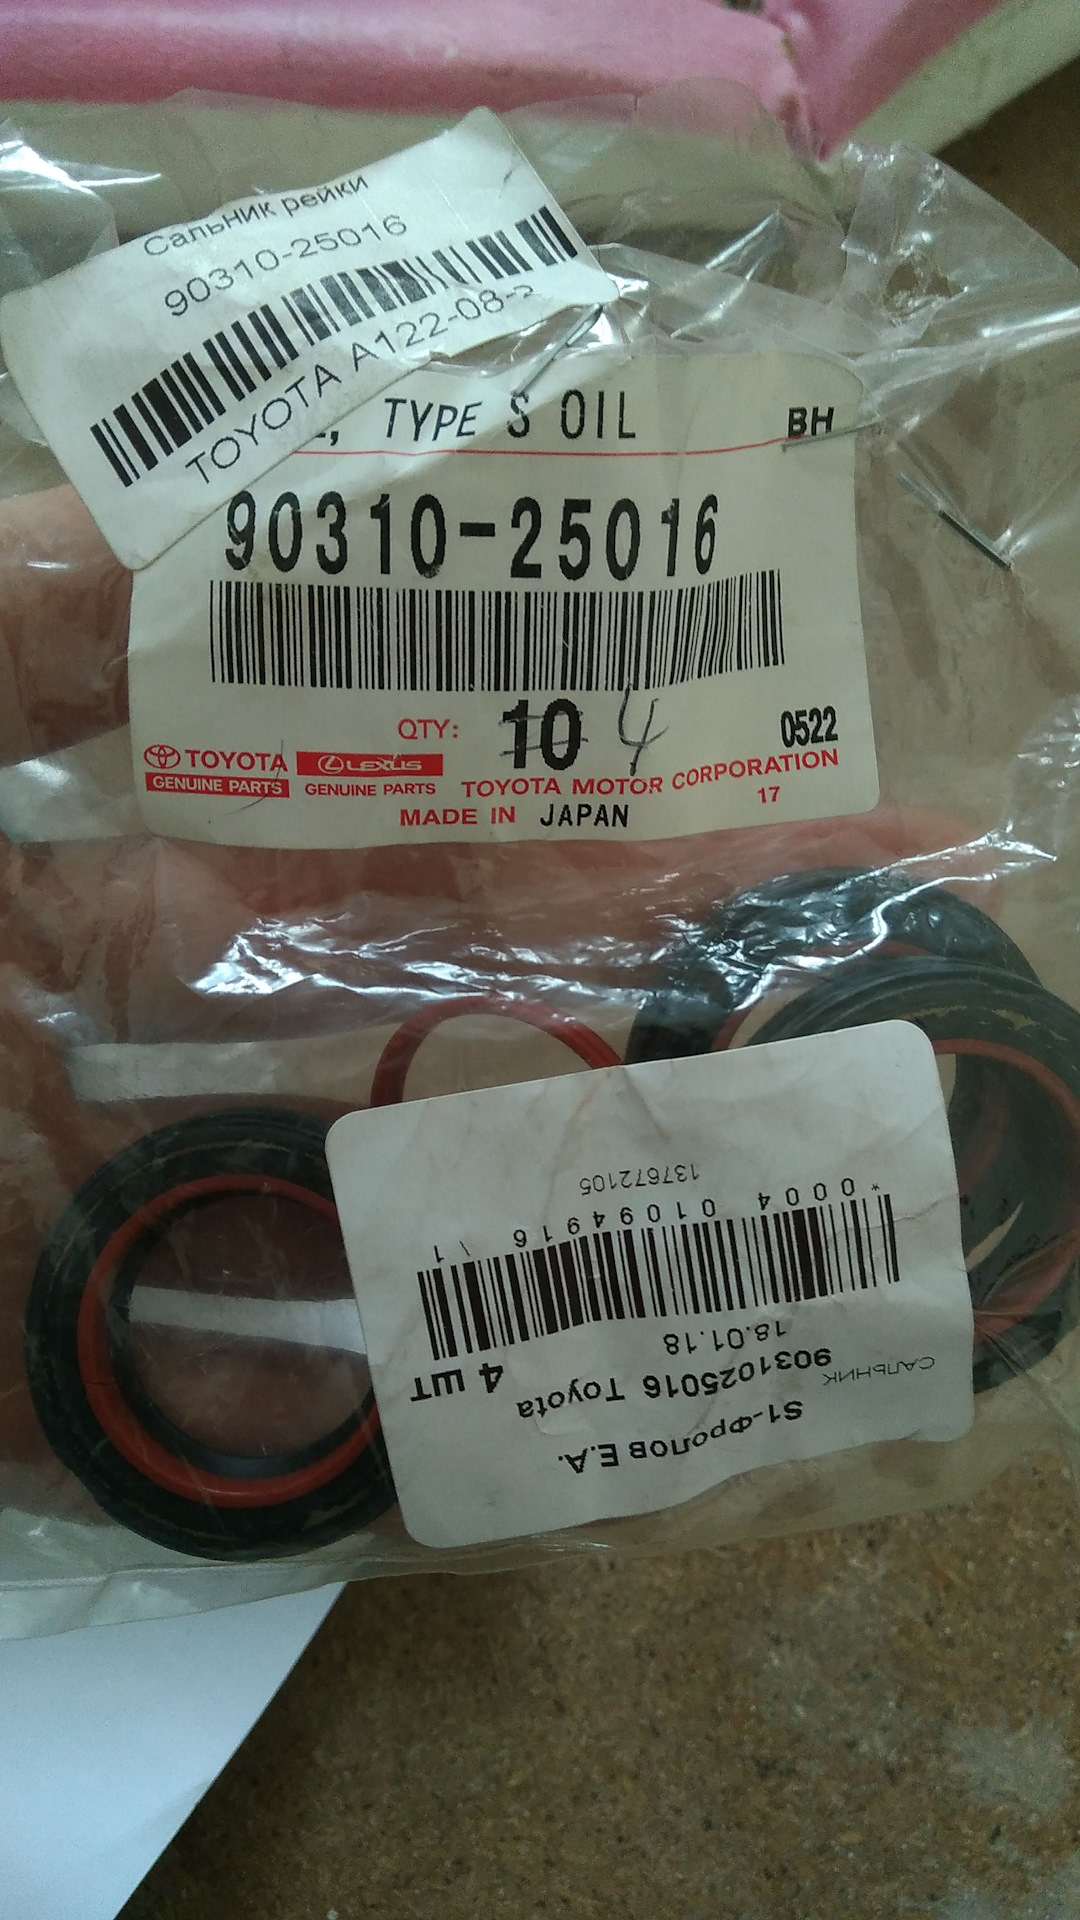 Сальник рейки
90310-25016
TOYOTA A122-08-
TYPE S OIL
BH
90310-25016
QTY: 10 4
0522
TOYOTA
GENUINE PARTS
LEXUS
GENUINE PARTS
TOYOTA MOTOR CORPORATION
17
MADE IN JAPAN
S1-Фролов Е.А.
САЛЬНИК
9031025016 Toyota
4 шт
18.01.18
1 \ 01094916 0004 *
137672105